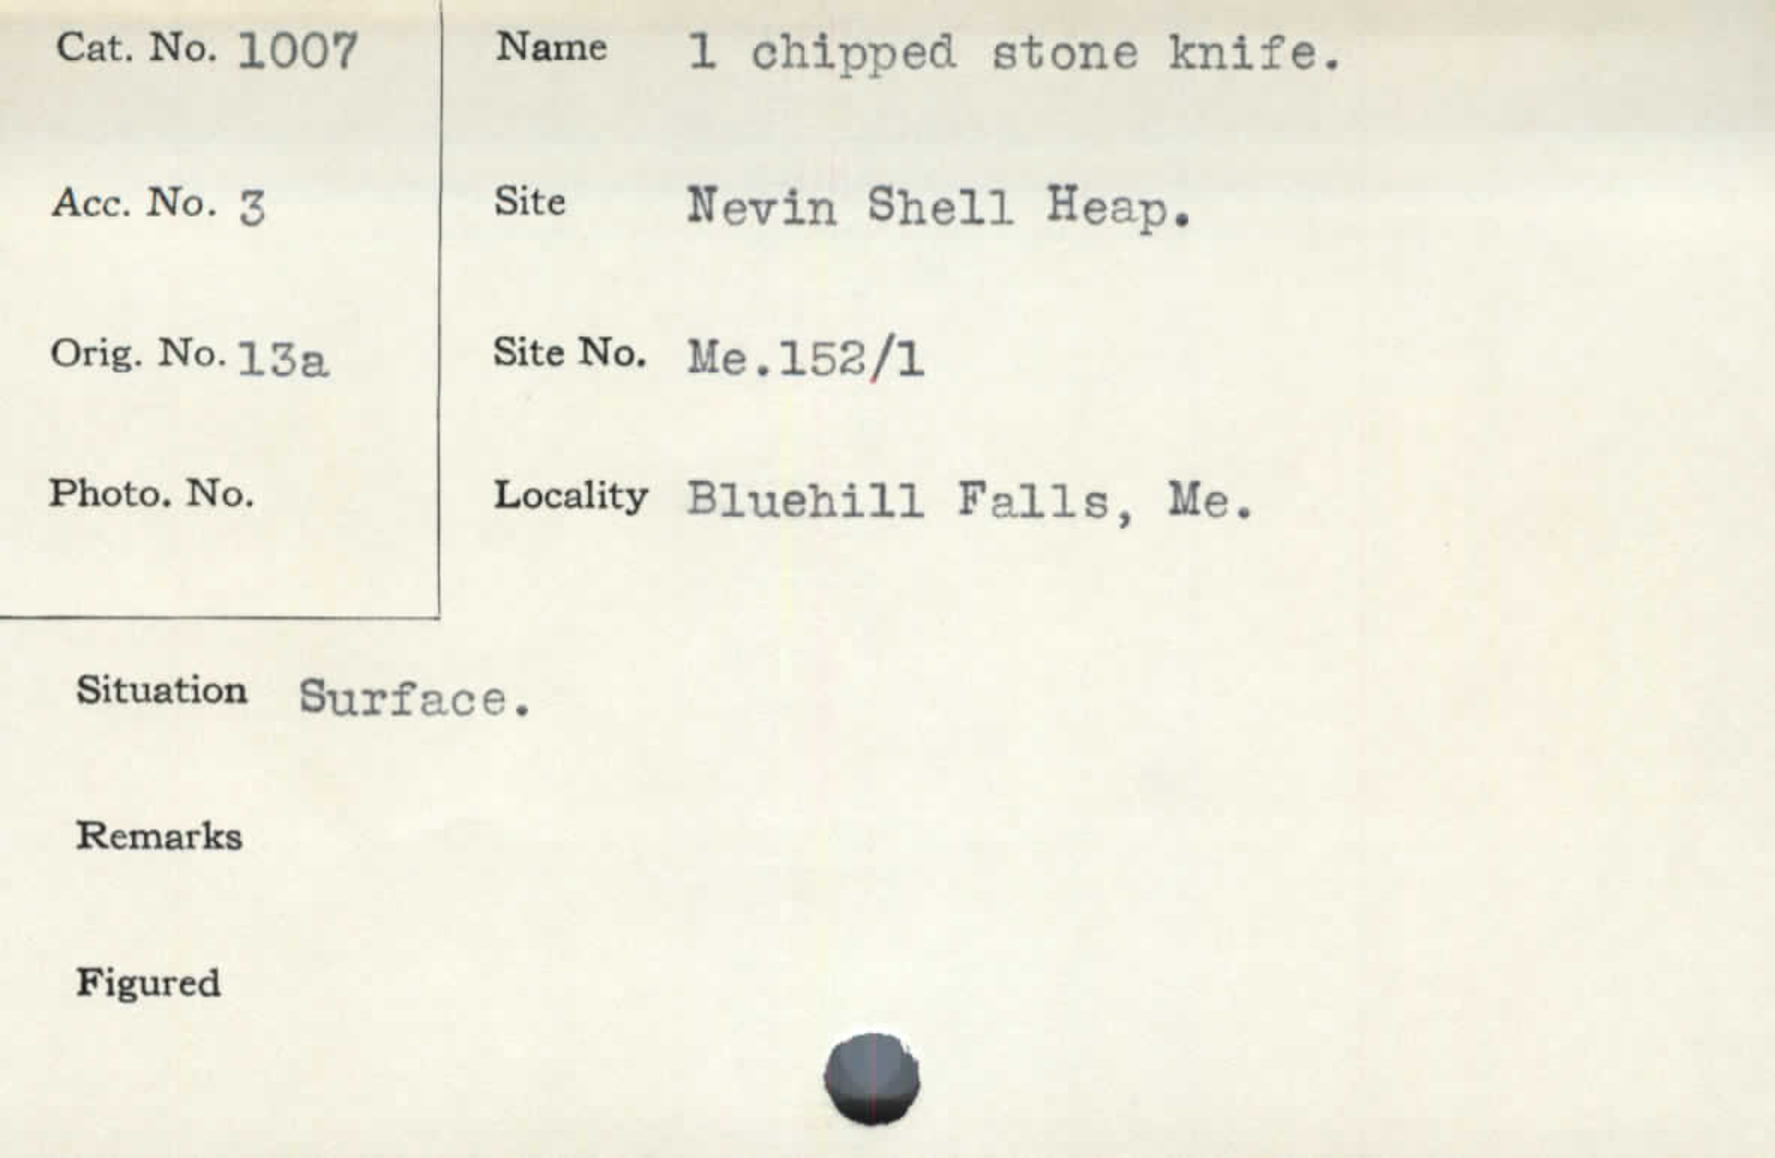 Cat. No. 1007
Name 1 chipped stone knife.
Acc. No. 3
Site Nevin Shell Heap.
Orig. No. 13a
Site No. Me.152/1
Photo. No.
Locality Bluehill Falls, Me.
Situation Surface.
Remarks
Figured